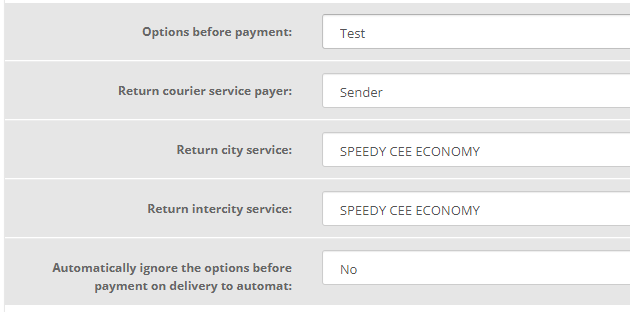 Options before payment: Test
Return courier service payer: Sender
Return city service: SPEEDY CEE ECONOMY
Return intercity service: SPEEDY CEE ECONOMY
Automatically ignore the options before No
payment on delivery to automat: